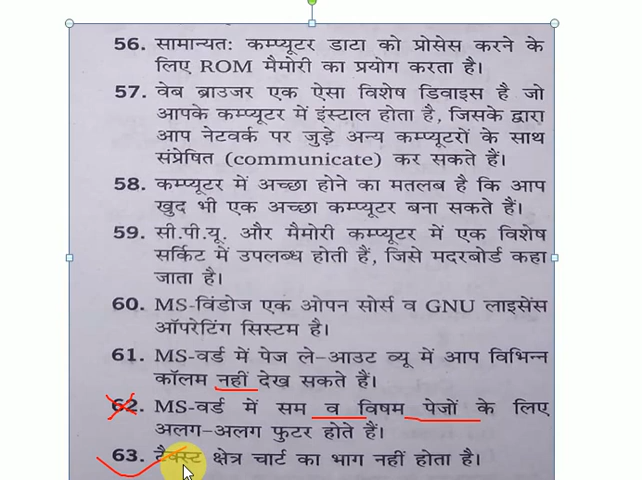 56. सामान्यत: कम्प्यूटर डाटा को प्रोसेस करने के
लिए ROM मैमोरी का प्रयोग करता है।
57. वेब ब्राउजर एक ऐसा विशेष डिवाइस है जो
आपके कम्प्यूटर में इंस्टाल होता है, जिसके द्वारा
आप नेटवर्क पर जुड़े अन्य कम्प्यूटरों के साथ
संप्रेषित (communicate) कर सकते हैं।
58. कम्प्यूटर में अच्छा होने का मतलब है कि आप
खुद भी एक अच्छा कम्प्यूटर बना सकते हैं।
59. सी.पी.यू. और मैमोरी कम्प्यूटर में एक विशेष
सर्किट में उपलब्ध होती हैं, जिसे मदरबोर्ड कहा
जाता है।
60. MS-विंडोज एक ओपन सोर्स व GNU लाइसेंस
ऑपरेटिंग सिस्टम है।
61. MS-वर्ड में पेज ले-आउट व्यू में आप विभिन्न
कॉलम नहीं देख सकते हैं।
62. MS-वर्ड में सम व विषम पेजों के लिए
अलग-अलग फुटर होते हैं।
63. टैक्स्ट क्षेत्र चार्ट का भाग नहीं होता है।